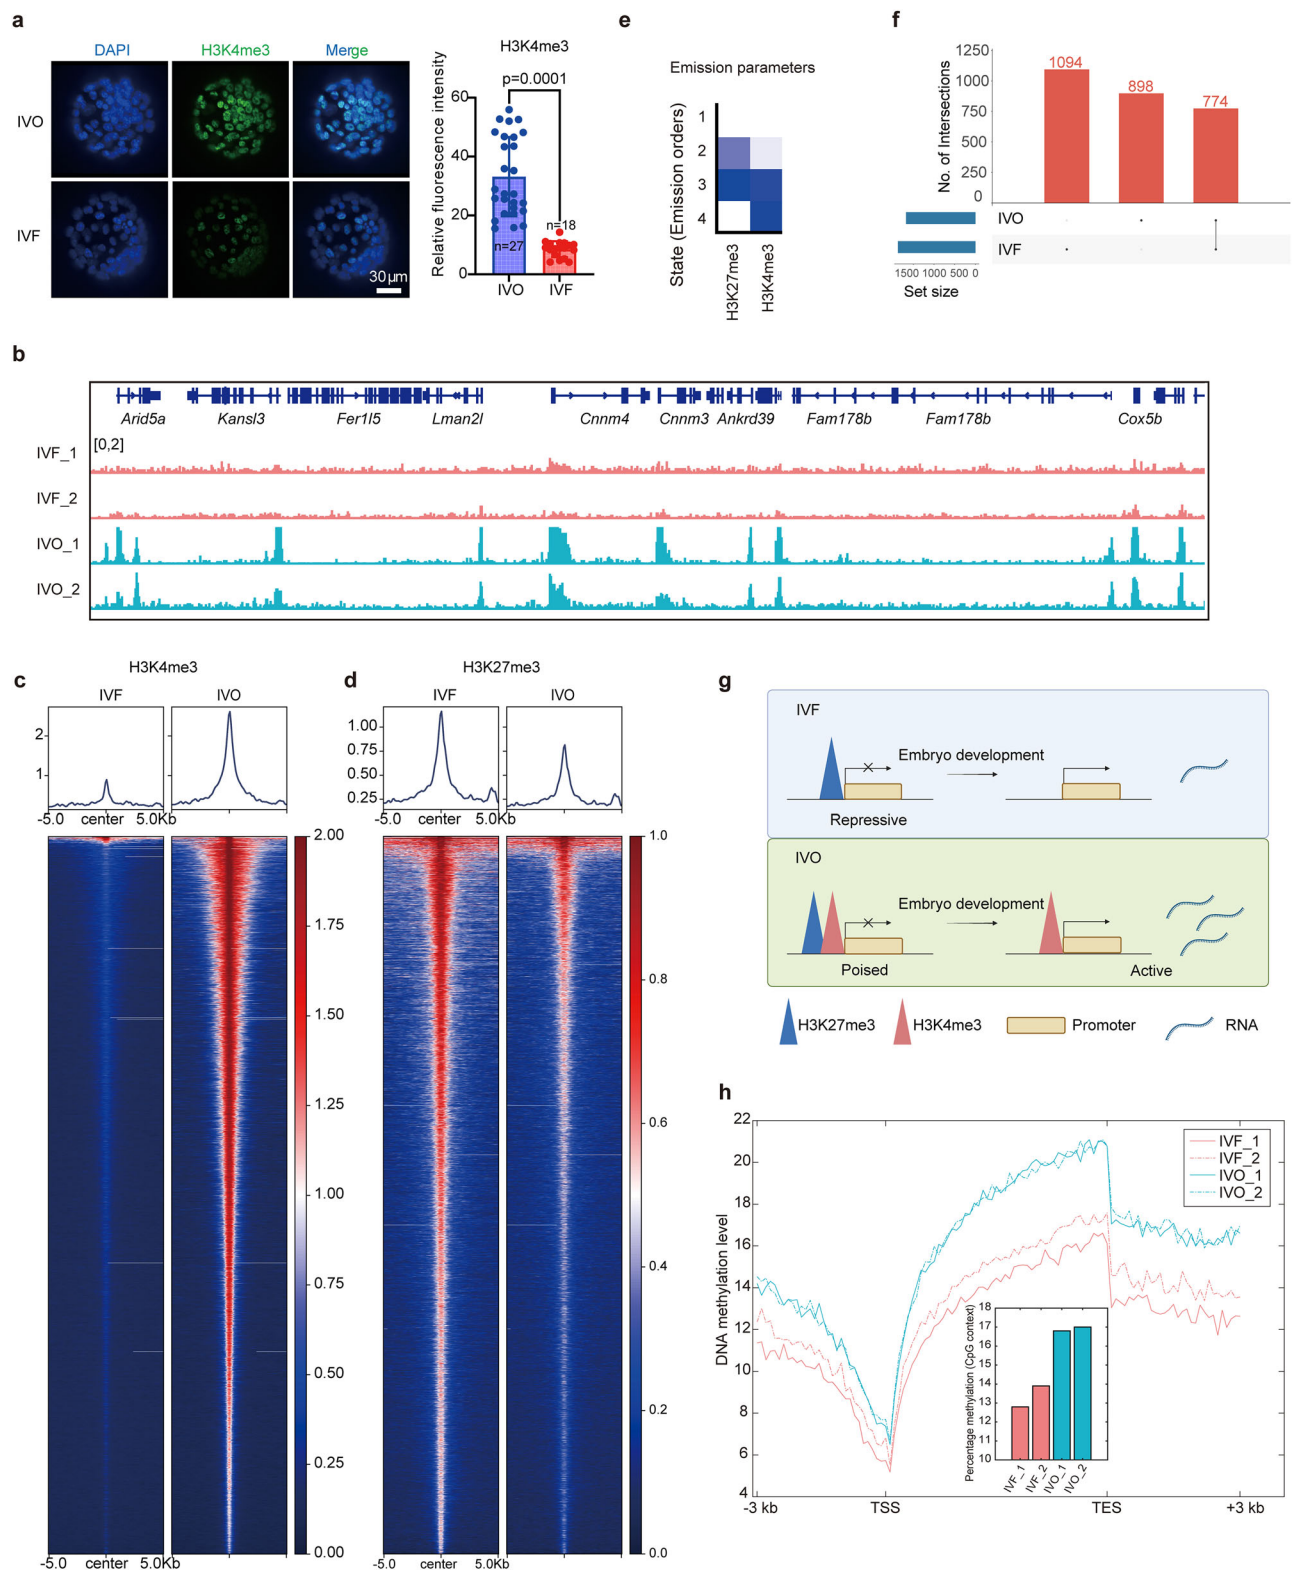 a
DAPI H3K4me3 Merge
IVO
IVF
30 µm
H3K4me3
p=0.0001
Relative fluorescence intensity
60
40
20
0
n=27
n=18
IVO IVF
e
Emission parameters
State (Emission orders)
1
2
3
4
H3K27me3
H3K4me3
f
No. of Intersections
1250
1000
750
500
250
0
1094
898
774
IVO
IVF
1500 1000 500 0
Set size
b
Arid5a Kansl3 Fer1l5 Lman2l Cnnm4 Cnnm3 Ankrd39 Fam178b Fam178b Cox5b
[0,2]
IVF_1
IVF_2
IVO_1
IVO_2
c
H3K4me3
IVF IVO
2
1
-5.0 center 5.0Kb
2.00
1.75
1.50
1.25
1.00
0.75
0.50
0.25
0.00
-5.0 center 5.0Kb
d
H3K27me3
IVF IVO
1.00
0.75
0.50
0.25
-5.0 center 5.0Kb
1.0
0.8
0.6
0.4
0.2
0.0
-5.0 center 5.0Kb
g
IVF
Embryo development
Repressive
IVO
Embryo development
Poised
Active
H3K27me3 H3K4me3 Promoter RNA
h
DNA methylation level
22
20
18
16
14
12
10
8
6
4
-3 kb TSS TES +3 kb
IVF_1
IVF_2
IVO_1
IVO_2
Percentage methylation (CpG context)
18
17
16
15
14
13
12
11
10
IVF_1
IVF_2
IVO_1
IVO_2